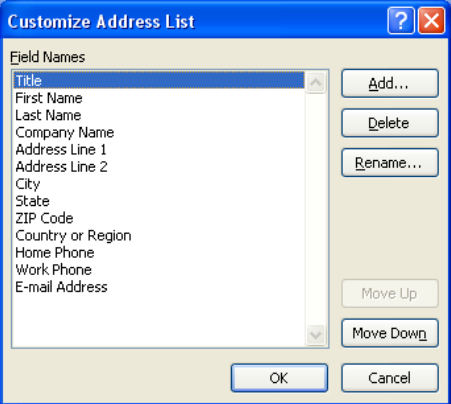 Customize Address List
Field Names
Title
First Name
Last Name
Company Name
Address Line 1
Address Line 2
City
State
ZIP Code
Country or Region
Home Phone
Work Phone
E-mail Address
Add...
Delete
Rename...
Move Up
Move Down
OK
Cancel